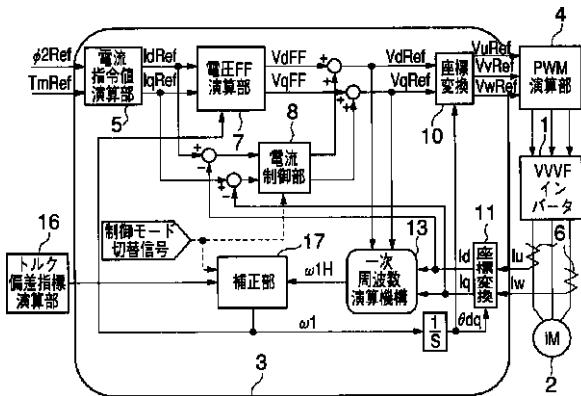 φ2Ref
TmRef
電流
指令値
演算部
5
IdRef
IqRef
電圧FF
演算部
7
VdFF
VqFF
+
+
+
+
VdRef
VqRef
座標
変換
10
VuRef
VvRef
VwRef
4
PWM
演算部
8
電流
制御部
+
−
+
−
1
VVVF
イン
バータ
6
制御モード
切替信号
16
トルク
偏差指標
演算部
17
補正部
ω1H
13
一次
周波数
演算機構
Id
Iq
11
座標変換
Iu
Iw
ω1
1
S
θdq
IM
2
3